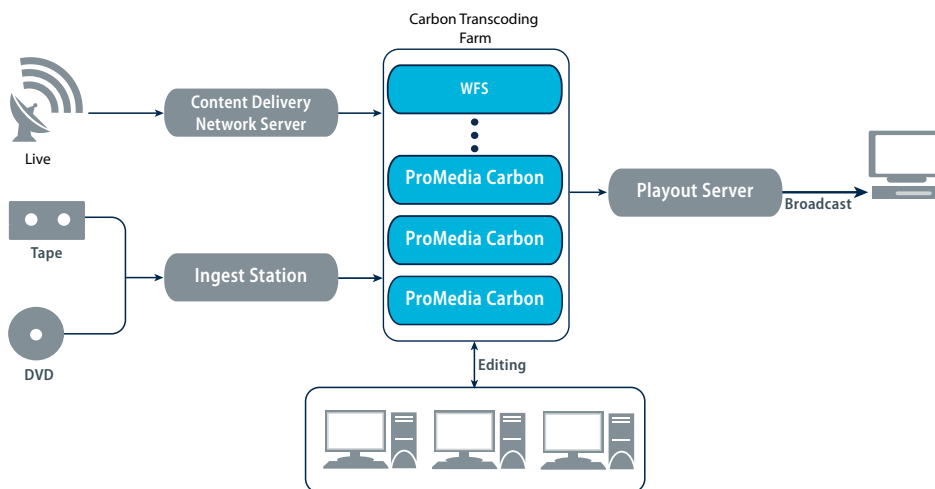 Carbon Transcoding
Farm
WFS
Content Delivery
Network Server
Live
ProMedia Carbon
Playout Server
Broadcast
Tape
ProMedia Carbon
Ingest Station
ProMedia Carbon
DVD
Editing